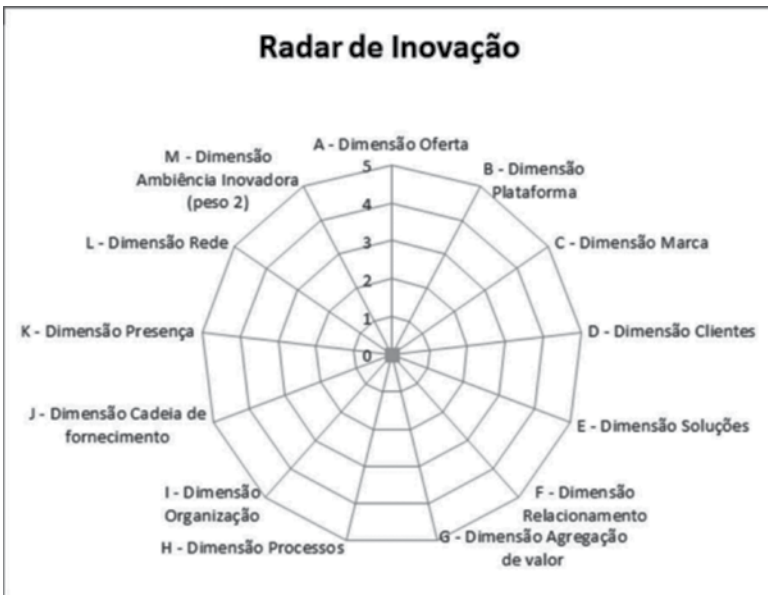 Radar de Inovação
A - Dimensão Oferta
M - Dimensão
Ambiência Inovadora
(peso 2)
B - Dimensão
Plataforma
L - Dimensão Rede
C - Dimensão Marca
K - Dimensão Presença
D - Dimensão Clientes
J - Dimensão Cadeia de
fornecimento
E - Dimensão Soluções
I - Dimensão
Organização
F - Dimensão
Relacionamento
H - Dimensão Processos
G - Dimensão Agregação
de valor
5
4
3
2
1
0